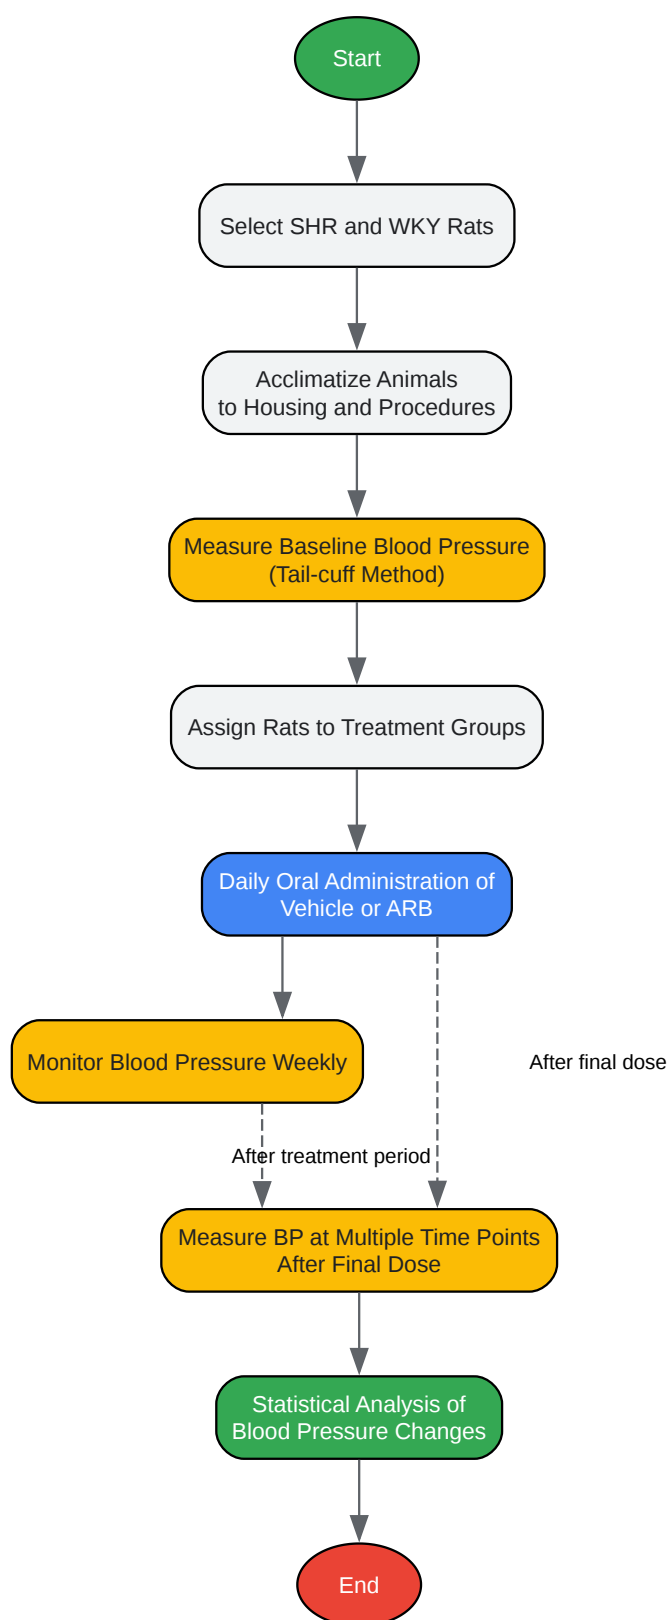 Start
Select SHR and WKY Rats
Acclimatize Animals
to Housing and Procedures
Measure Baseline Blood Pressure
(Tail-cuff Method)
Assign Rats to Treatment Groups
Daily Oral Administration of
Vehicle or ARB
Monitor Blood Pressure Weekly
After final dose
After treatment period
Measure BP at Multiple Time Points
After Final Dose
Statistical Analysis of
Blood Pressure Changes
End